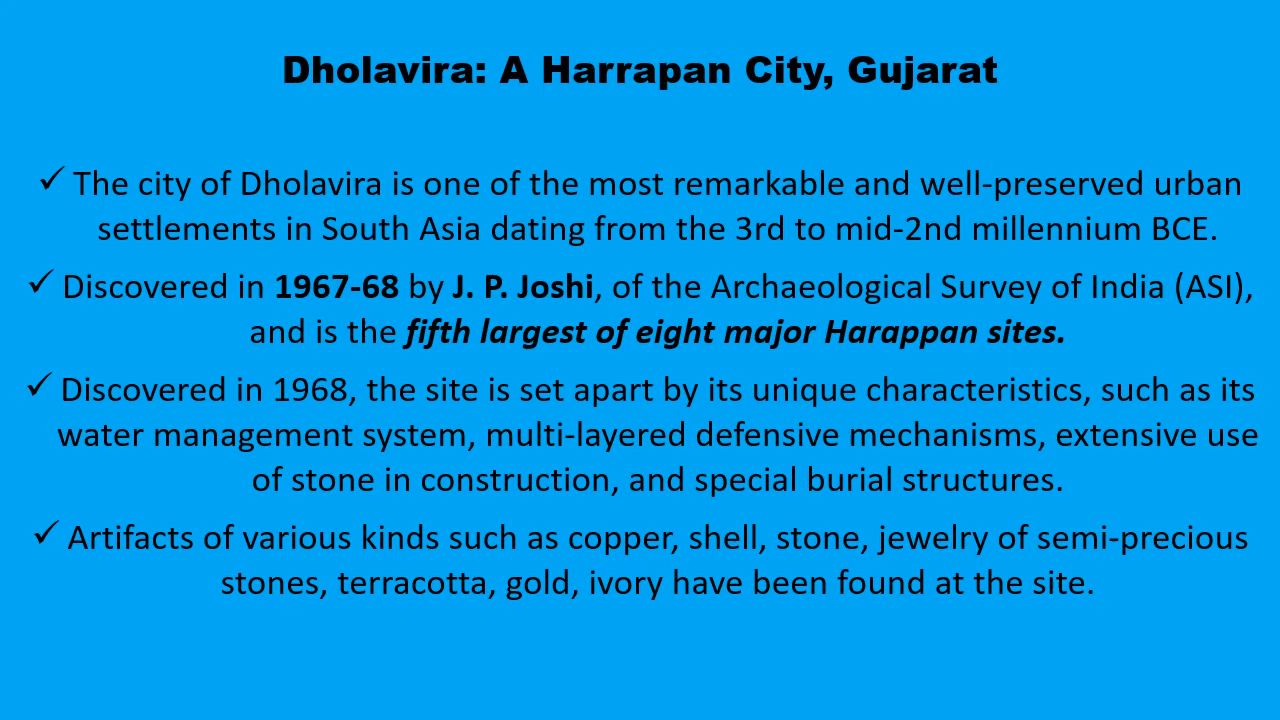 Dholavira: A Harrapan City, Gujarat
✓ The city of Dholavira is one of the most remarkable and well-preserved urban
settlements in South Asia dating from the 3rd to mid-2nd millennium BCE.
✓ Discovered in 1967-68 by J. P. Joshi, of the Archaeological Survey of India (ASI),
and is the fifth largest of eight major Harappan sites.
✓ Discovered in 1968, the site is set apart by its unique characteristics, such as its
water management system, multi-layered defensive mechanisms, extensive use
of stone in construction, and special burial structures.
✓ Artifacts of various kinds such as copper, shell, stone, jewelry of semi-precious
stones, terracotta, gold, ivory have been found at the site.